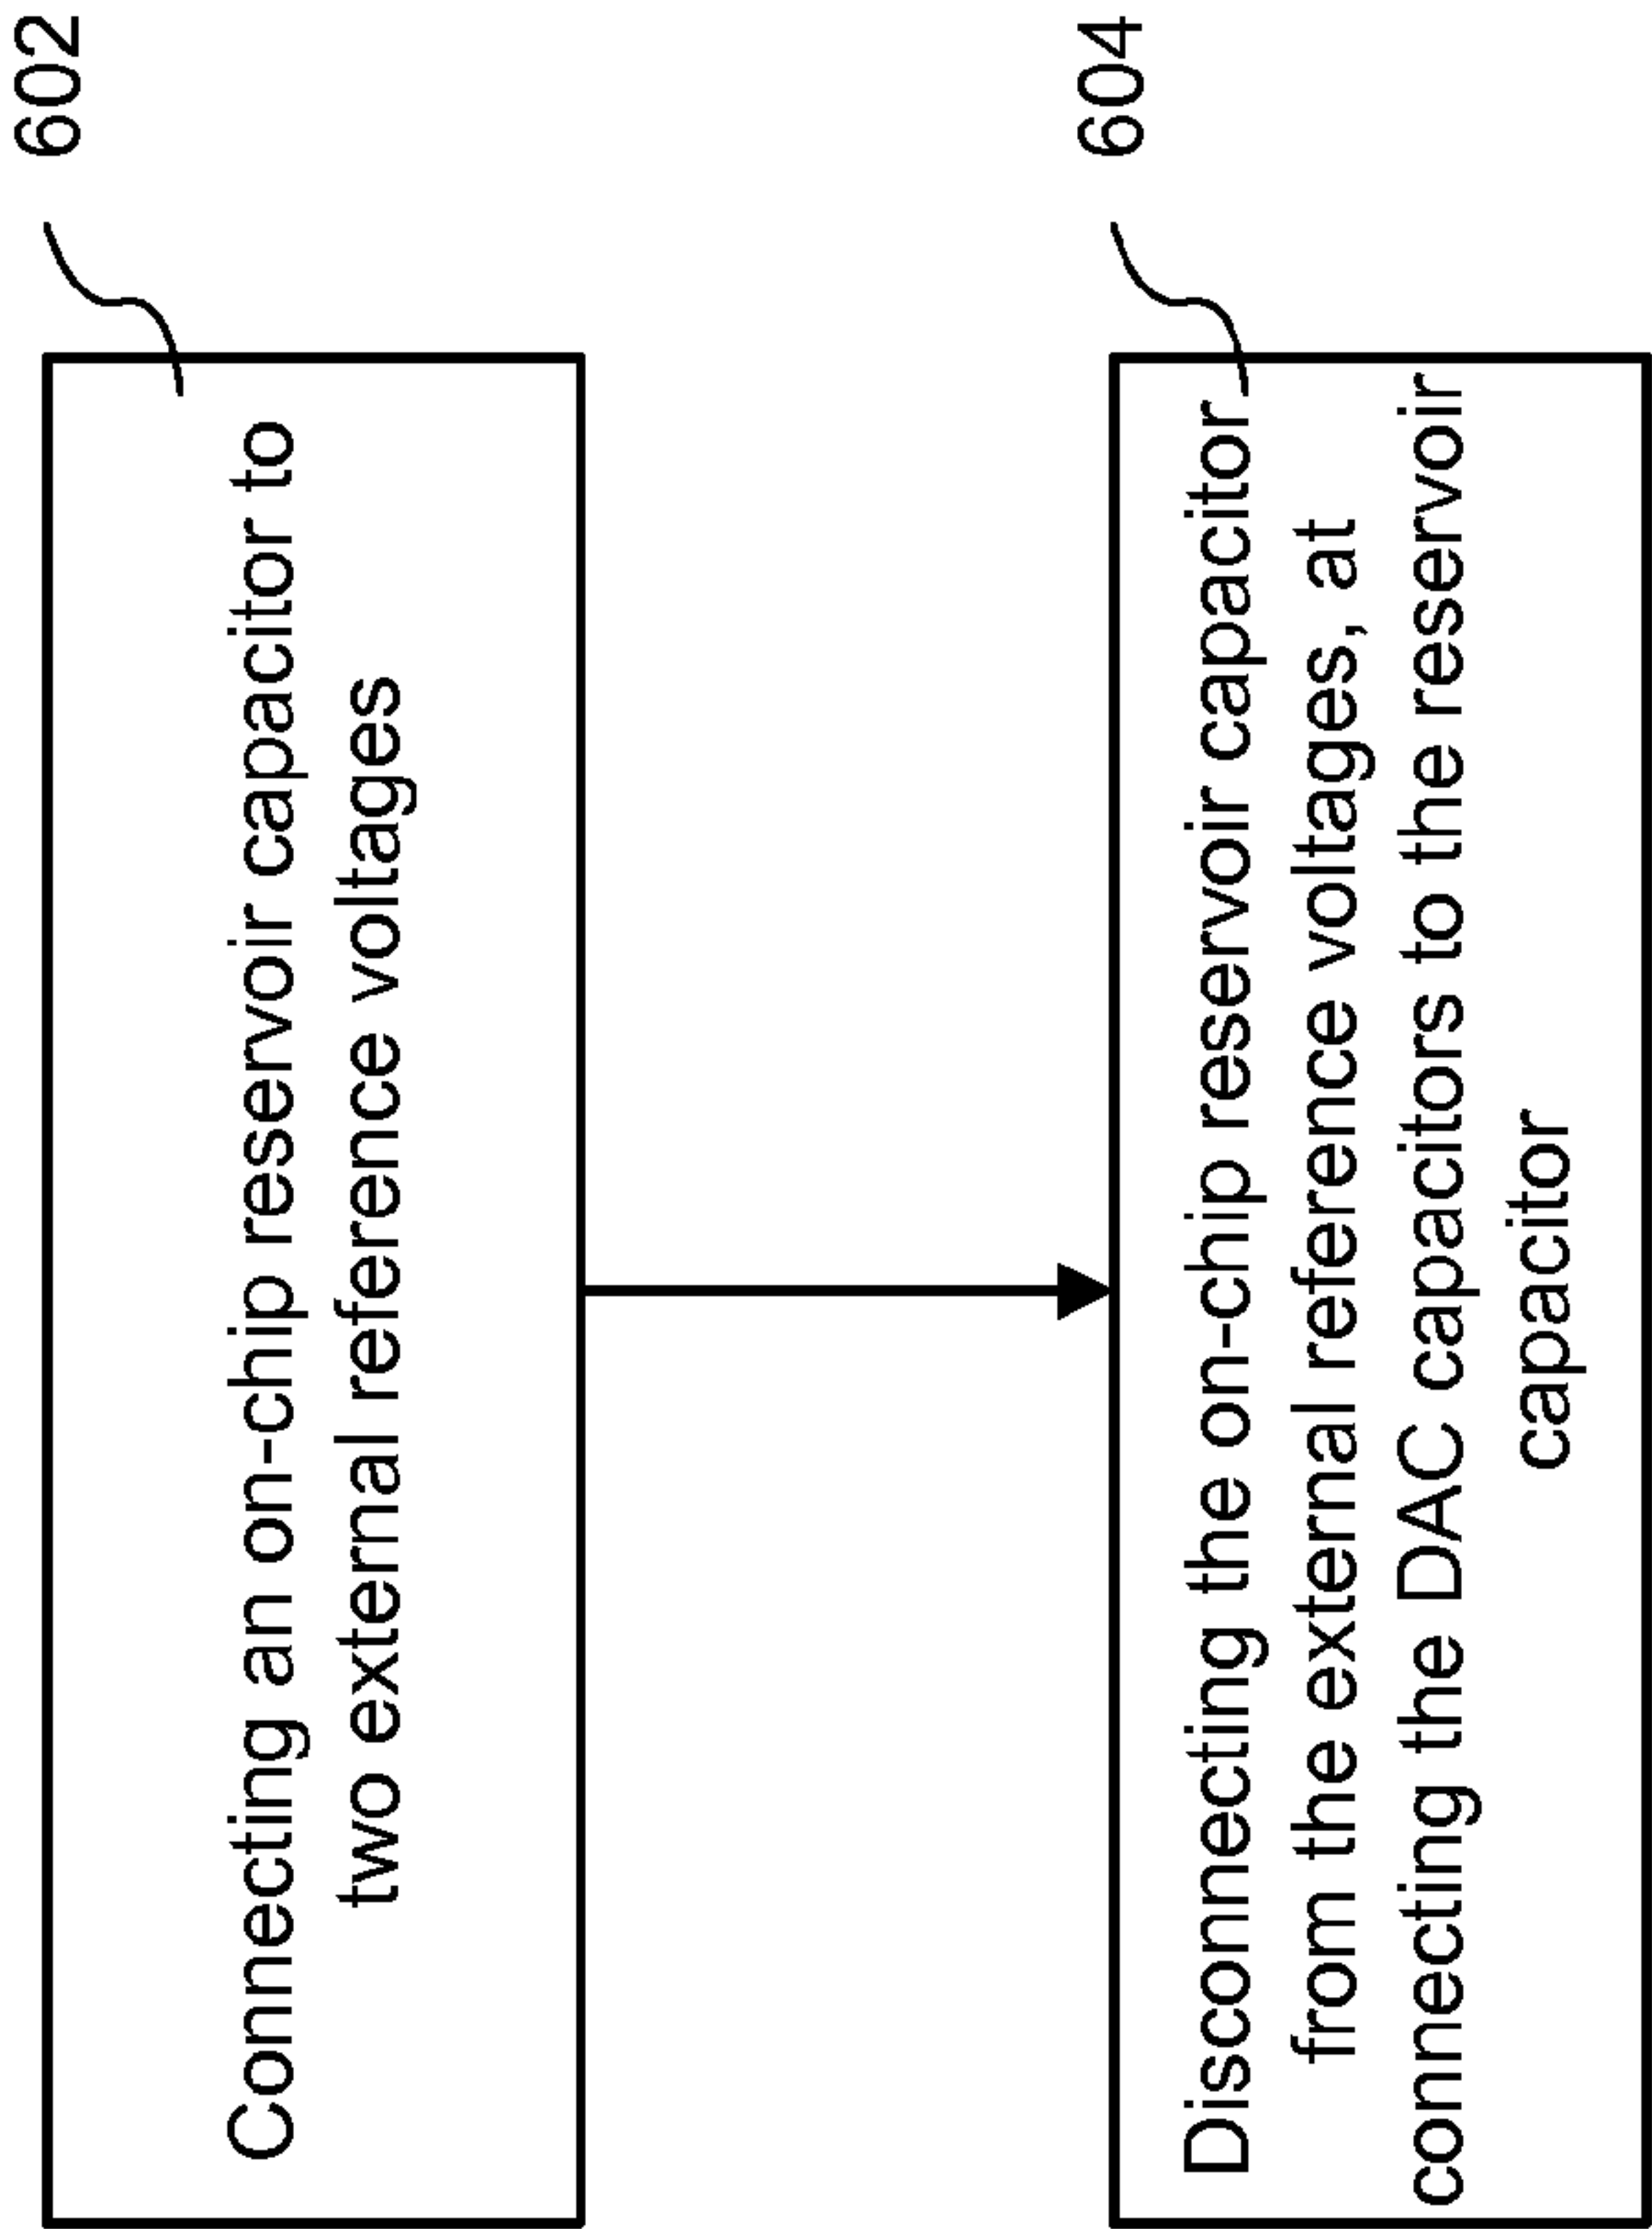 602
Connecting an on-chip reservoir capacitor to
two external reference voltages
604
Disconnecting the on-chip reservoir capacitor
from the external reference voltages, at
connecting the DAC capacitors to the reservoir
capacitor